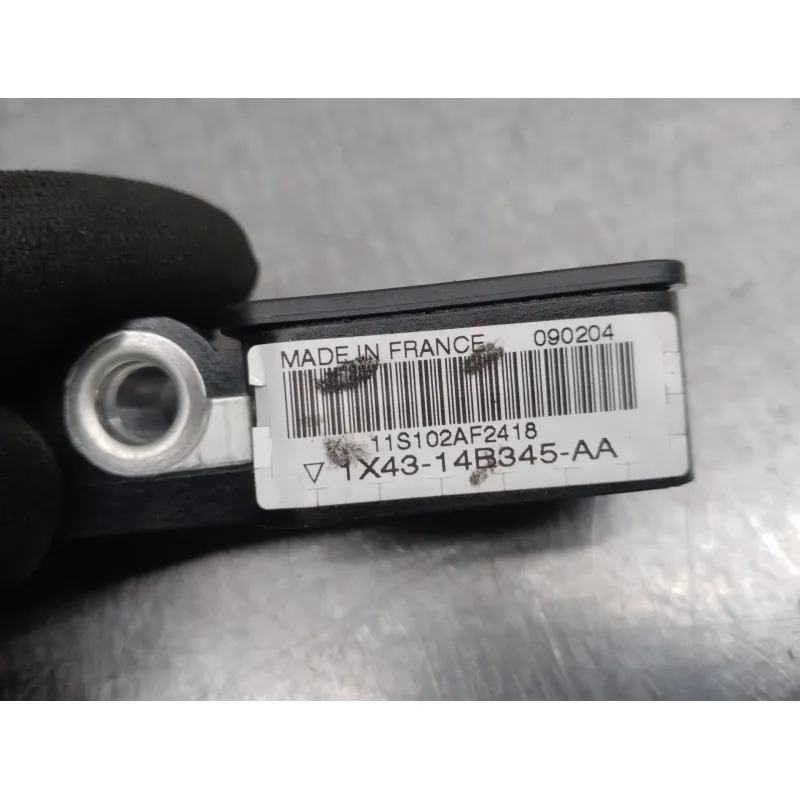 MADE IN FRANCE 090204
11S102AF2418
1X43-14B345-AA